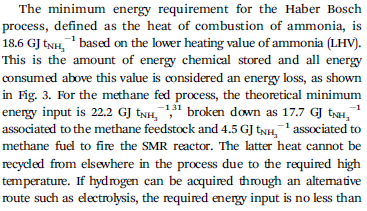 The minimum energy requirement for the Haber Bosch
process, defined as the heat of combustion of ammonia, is
18.6 GJ t_NH₃⁻¹ based on the lower heating value of ammonia (LHV).
This is the amount of energy chemical stored and all energy
consumed above this value is considered an energy loss, as shown
in Fig. 3. For the methane fed process, the theoretical minimum
energy input is 22.2 GJ t_NH₃⁻¹,³¹ broken down as 17.7 GJ t_NH₃⁻¹
associated to the methane feedstock and 4.5 GJ t_NH₃⁻¹ associated to
methane fuel to fire the SMR reactor. The latter heat cannot be
recycled from elsewhere in the process due to the required high
temperature. If hydrogen can be acquired through an alternative
route such as electrolysis, the required energy input is no less than